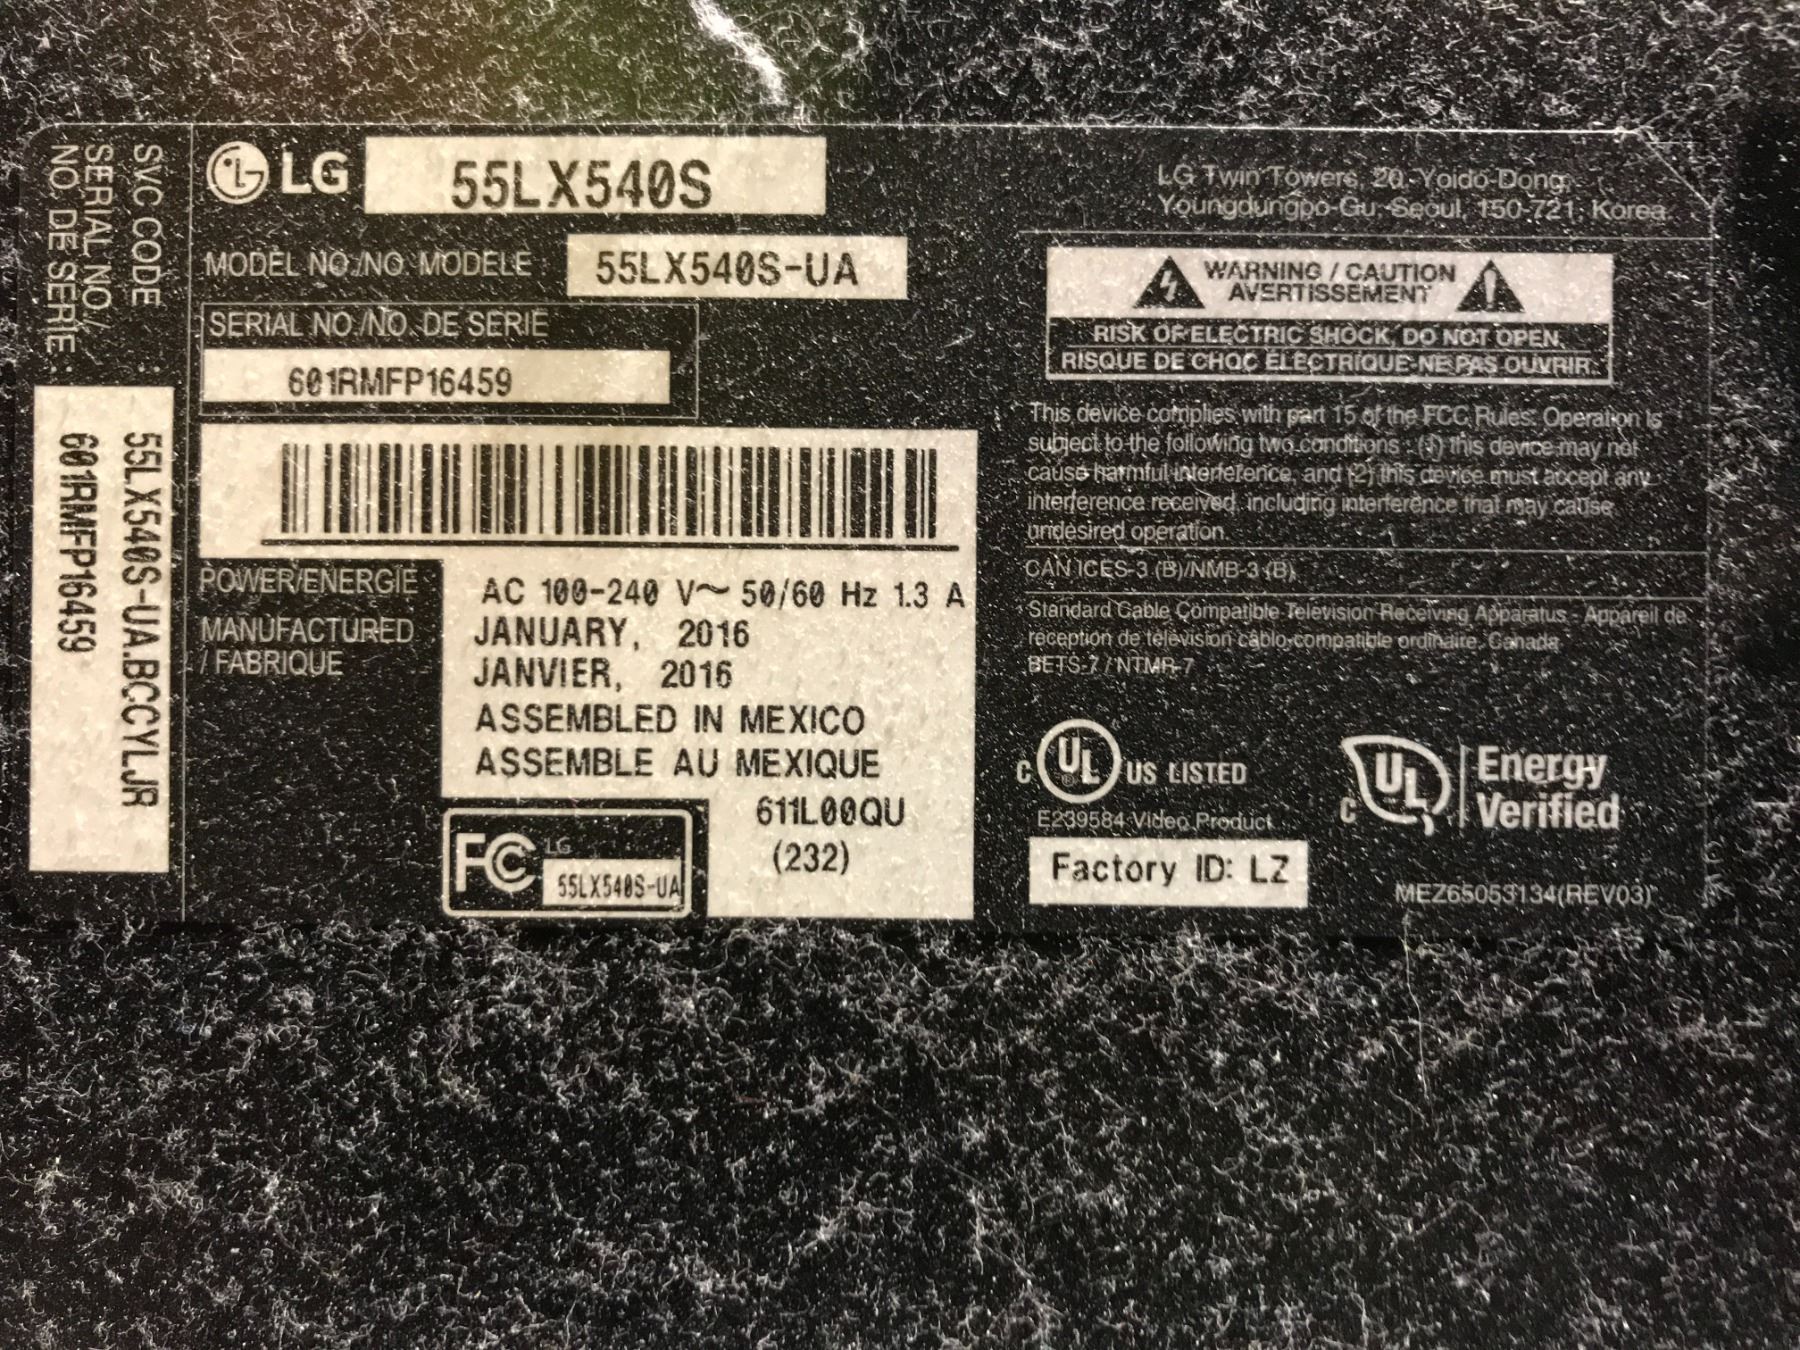 SVC CODE :
SERIAL NO./
NO. DE SERIE :
55LX540S-UA.BCCYLJR
601RMFP16459
LG 55LX540S
MODEL NO./NO. MODELE : 55LX540S-UA
SERIAL NO./NO. DE SERIE
601RMFP16459
POWER/ENERGIE AC 100-240 V~ 50/60 Hz 1.3 A
MANUFACTURED JANUARY, 2016
/ FABRIQUE JANVIER, 2016
ASSEMBLED IN MEXICO
ASSEMBLE AU MEXIQUE
611L00QU
(232)
FC LG
55LX540S-UA
LG Twin Towers, 20, Yoido-Dong,
Youngdungpo-Gu, Seoul, 150-721, Korea
WARNING / CAUTION
AVERTISSEMENT
RISK OF ELECTRIC SHOCK, DO NOT OPEN.
RISQUE DE CHOC ÉLECTRIQUE-NE PAS OUVRIR.
This device complies with part 15 of the FCC Rules. Operation is
subject to the following two conditions : (1) this device may not
cause harmful interference, and (2) this device must accept any
interference received, including interference that may cause
undesired operation.
CAN ICES-3 (B)/NMB-3 (B)
Standard Cable Compatible Television Receiving Apparatus - Appareil de
réception de télévision câblo-compatible ordinaire, Canada
BETS-7 / NTMR-7
C UL US LISTED
E239584 Video Product
Factory ID: LZ
C UL Energy
Verified
MEZ65053134(REV03)